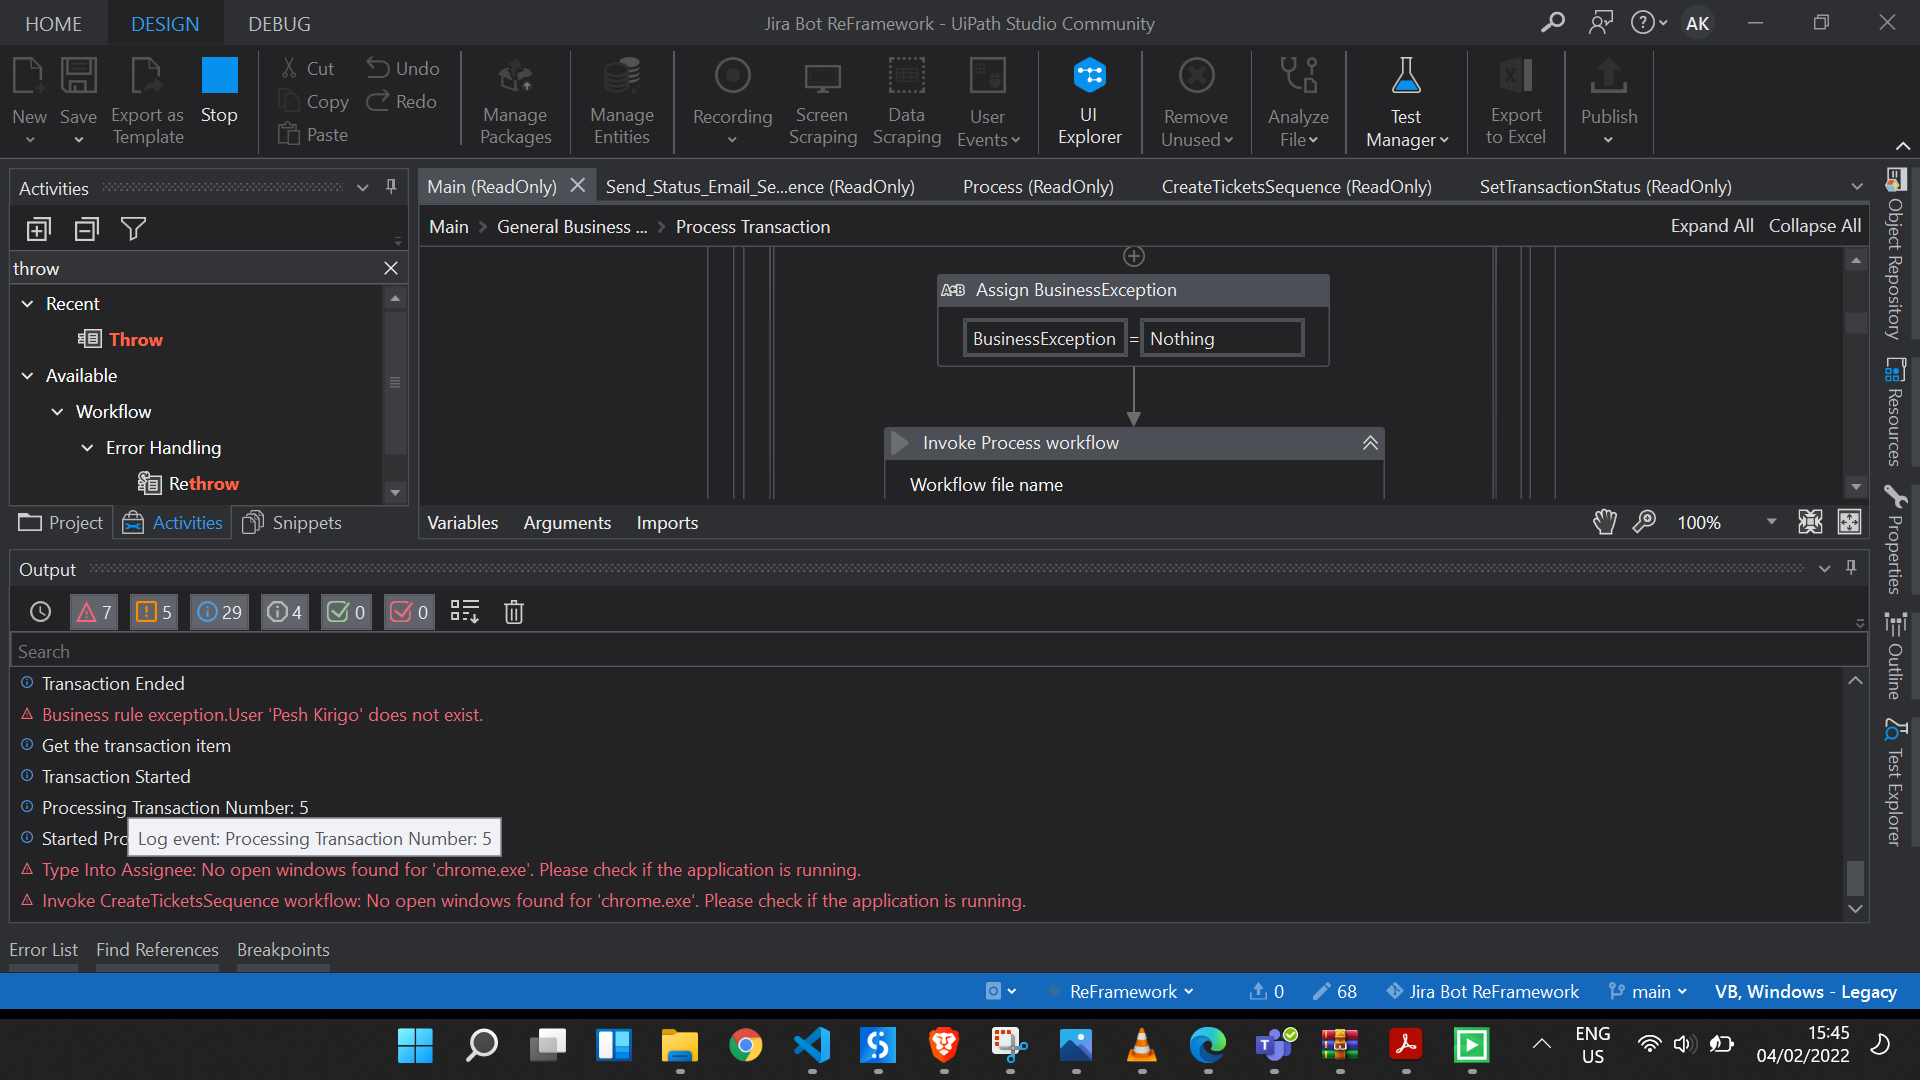 HOME DESIGN DEBUG Jira Bot ReFramework - UiPath Studio Community AK
New Save Export as Template Stop Cut Copy Paste Undo Redo Manage Packages Manage Entities Recording Screen Scraping Data Scraping User Events UI Explorer Remove Unused Analyze File Test Manager Export to Excel Publish
Activities
throw
Recent
Throw
Available
Workflow
Error Handling
Rethrow
Project Activities Snippets
Main (ReadOnly) Send_Status_Email_Se...ence (ReadOnly) Process (ReadOnly) CreateTicketsSequence (ReadOnly) SetTransactionStatus (ReadOnly)
Main General Business ... Process Transaction Expand All Collapse All
A+B Assign BusinessException
BusinessException = Nothing
Invoke Process workflow
Workflow file name
Variables Arguments Imports 100%
Object Repository
Resources
Properties
Outline
Test Explorer
Output
7 5 29 4 0 0
Search
Transaction Ended
Business rule exception.User 'Pesh Kirigo' does not exist.
Get the transaction item
Transaction Started
Processing Transaction Number: 5
Started Pro
Log event: Processing Transaction Number: 5
Type Into Assignee: No open windows found for 'chrome.exe'. Please check if the application is running.
Invoke CreateTicketsSequence workflow: No open windows found for 'chrome.exe'. Please check if the application is running.
Error List Find References Breakpoints
ReFramework 0 68 Jira Bot ReFramework main VB, Windows - Legacy
ENG US 15:45 04/02/2022